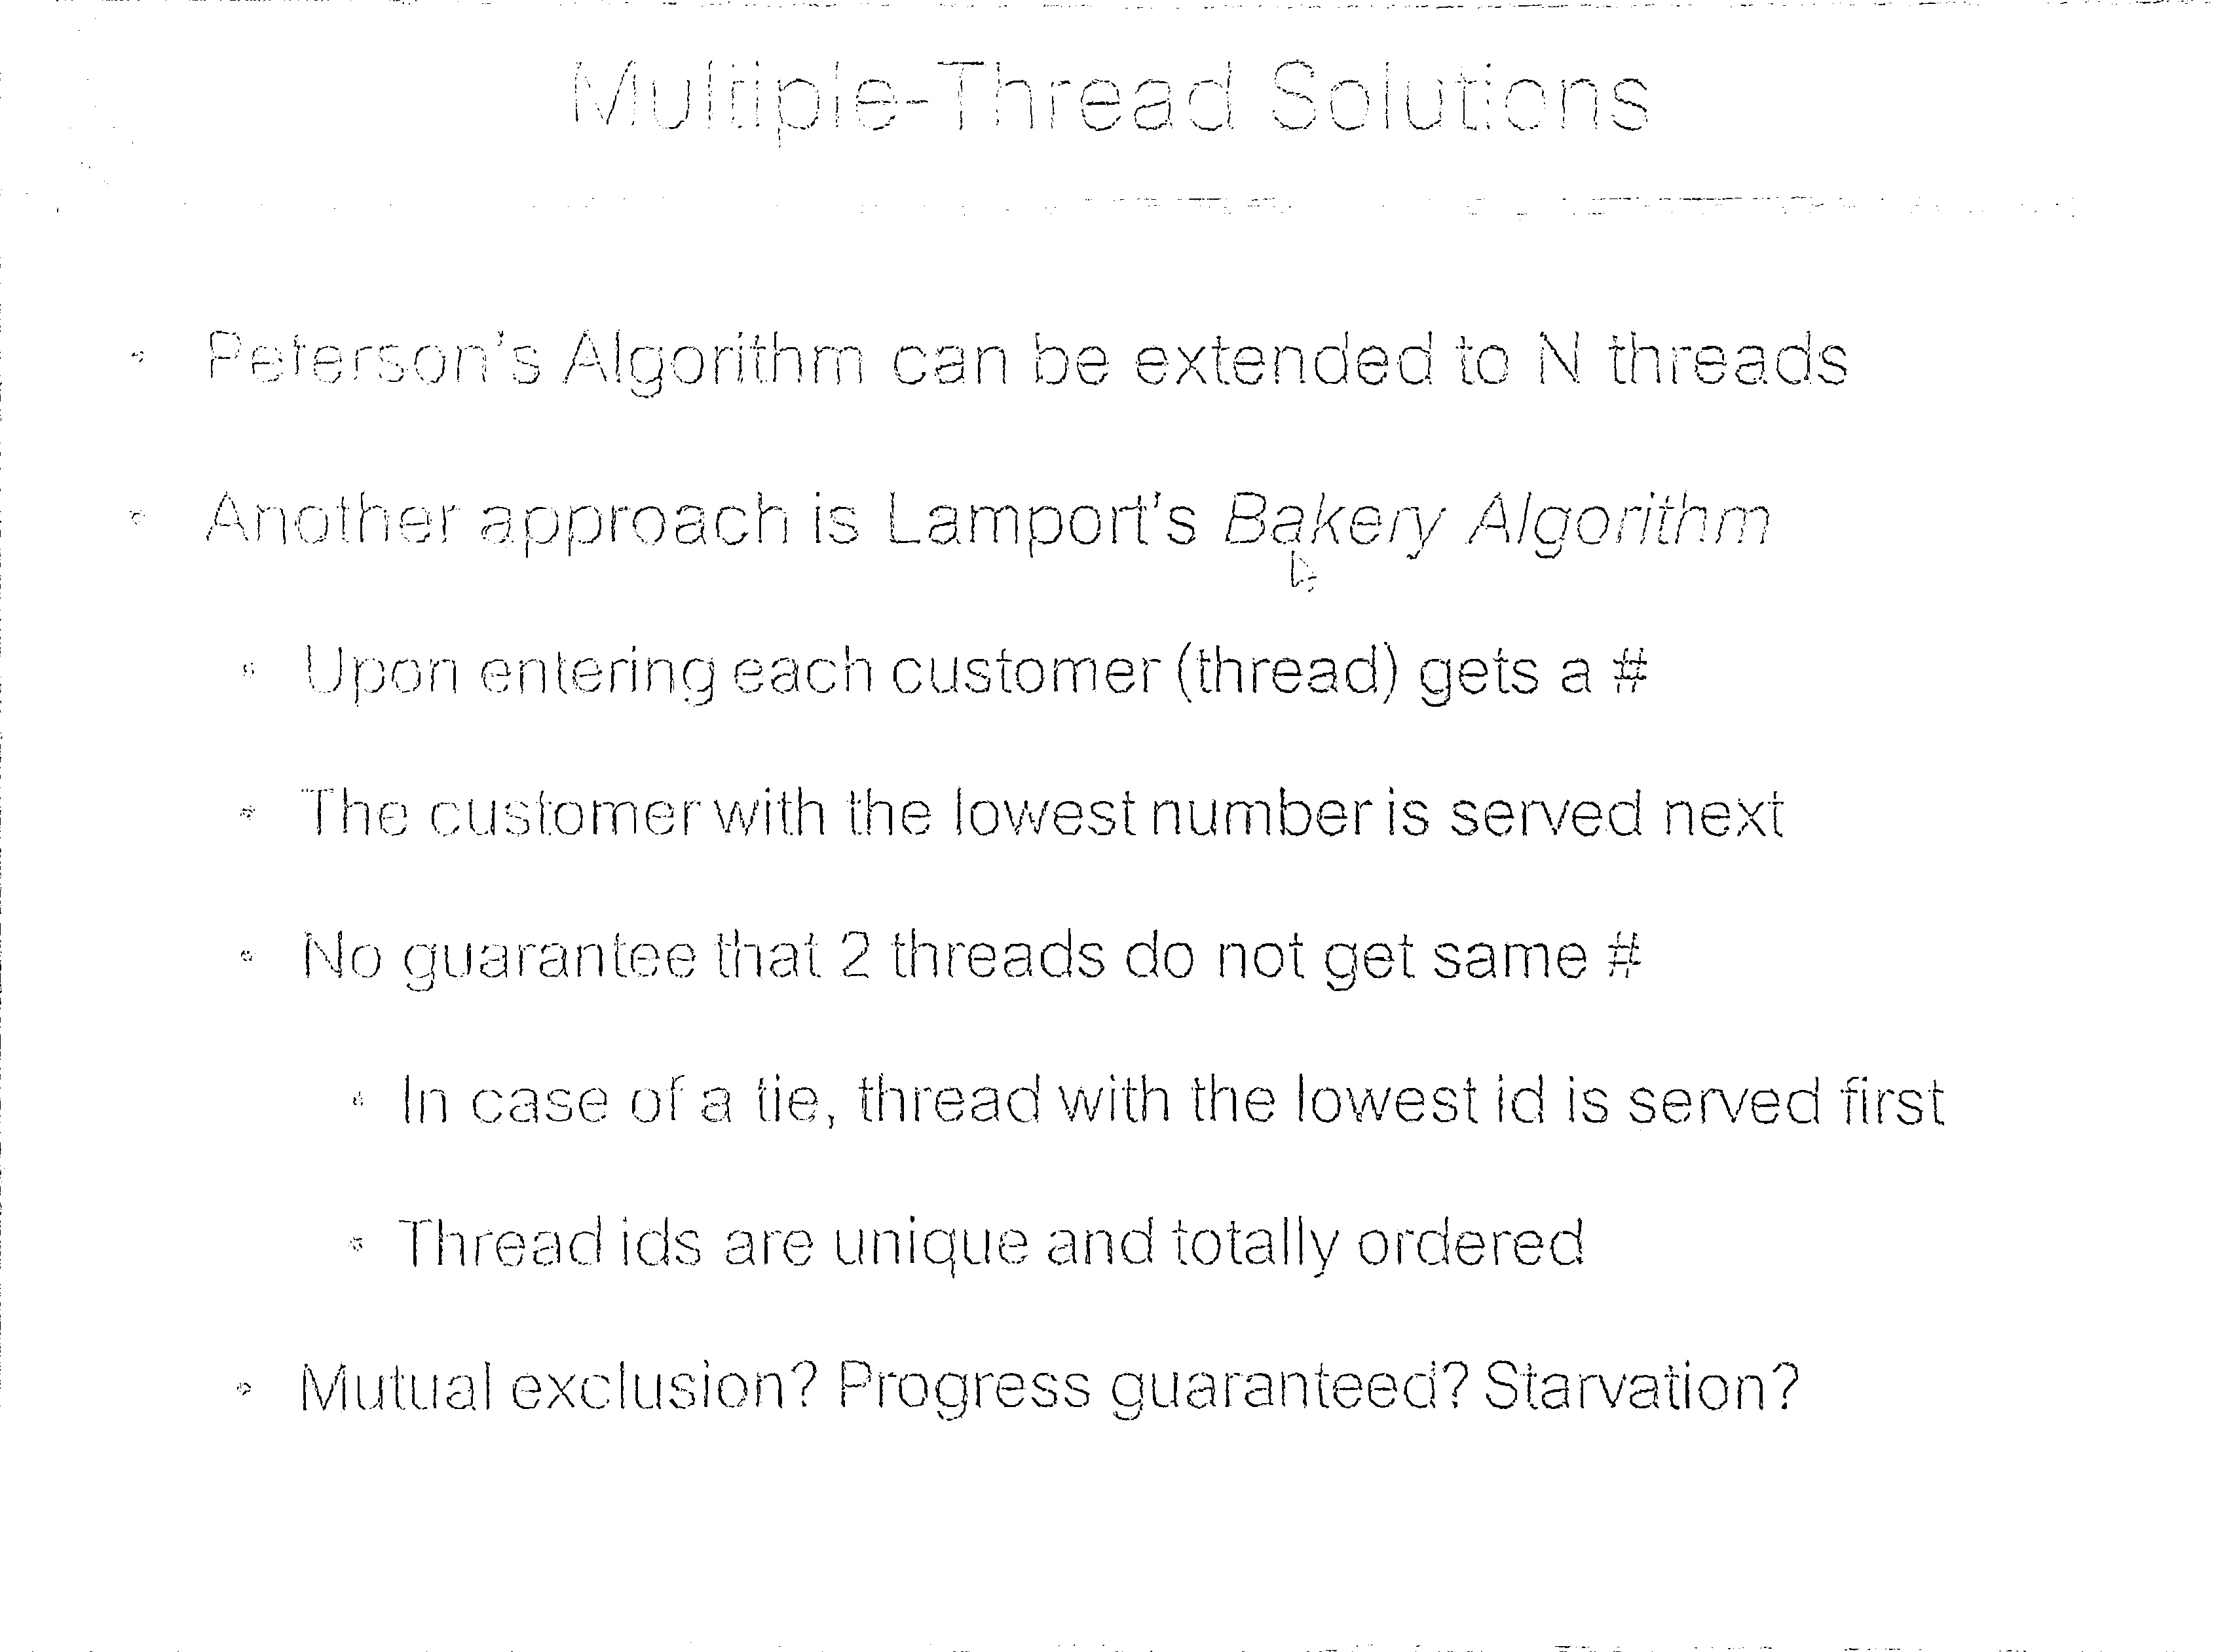 Multiple-Thread Solutions
Peterson's Algorithm can be extended to N threads
Another approach is Lamport's Bakery Algorithm
Upon entering each customer (thread) gets a #
The customer with the lowest number is served next
No guarantee that 2 threads do not get same #
In case of a tie, thread with the lowest id is served first
Thread ids are unique and totally ordered
Mutual exclusion? Progress guaranteed? Starvation?